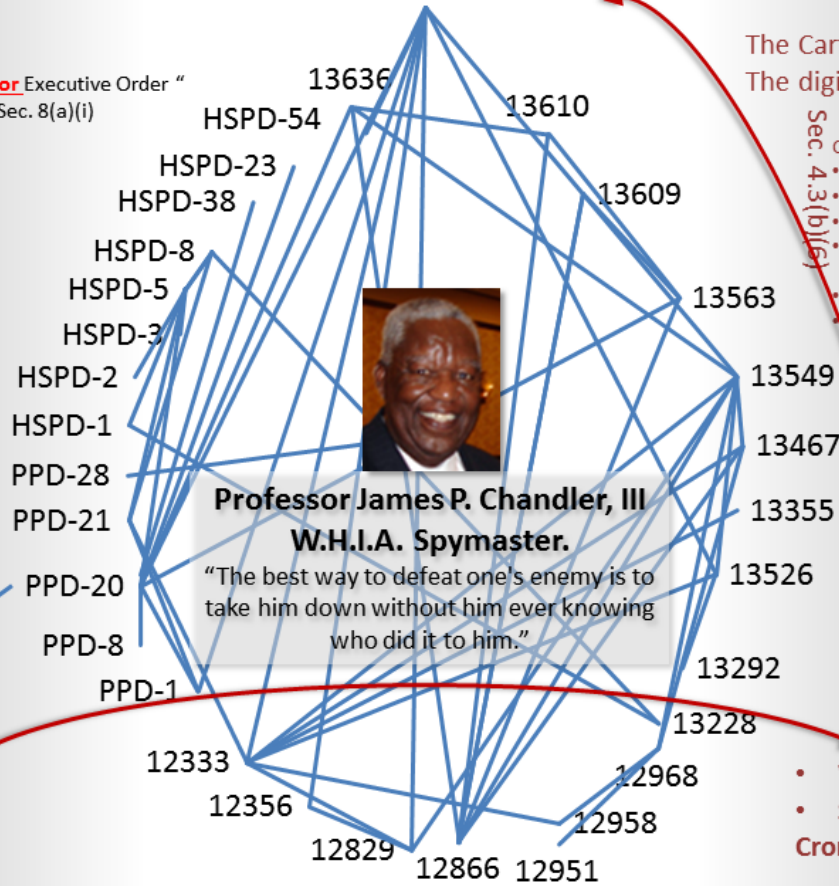 or Executive Order “
Sec. 8(a)(i)
The Car
The digi
Sec. 4.3(b)(6)
13636
HSPD-54
HSPD-23
HSPD-38
HSPD-8
HSPD-5
HSPD-3
HSPD-2
HSPD-1
PPD-28
PPD-21
PPD-20
PPD-8
PPD-1
12333
12356
12829
12866
12951
12958
12968
13228
13292
13526
13355
13467
13549
13563
13609
13610
Professor James P. Chandler, III
W.H.I.A. Spymaster.
“The best way to defeat one's enemy is to
take him down without him ever knowing
who did it to him.”
Cro